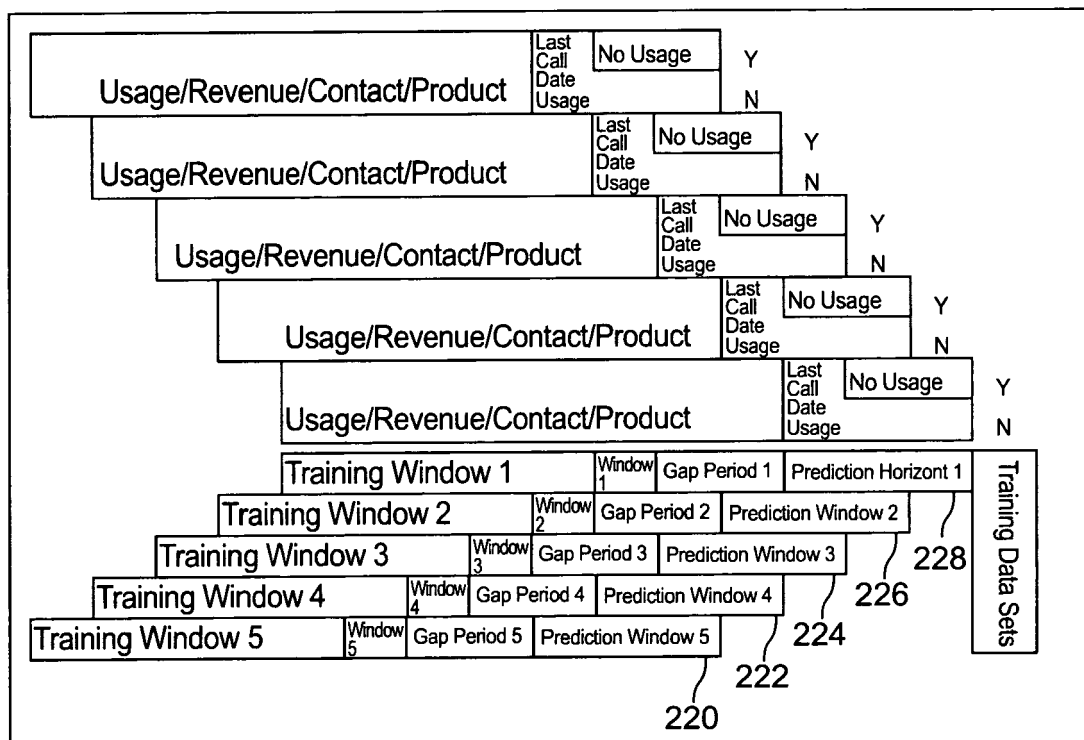 Usage/Revenue/Contact/Product
Last
Call
Date
Usage
No Usage
Y
N
Usage/Revenue/Contact/Product
Last
Call
Date
Usage
No Usage
Y
N
Usage/Revenue/Contact/Product
Last
Call
Date
Usage
No Usage
Y
N
Usage/Revenue/Contact/Product
Last
Call
Date
Usage
No Usage
Y
N
Usage/Revenue/Contact/Product
Last
Call
Date
Usage
No Usage
Y
N
Training Window 1
Window
1
Gap Period 1
Prediction Horizont 1
Training Window 2
Window
2
Gap Period 2
Prediction Window 2
Training Window 3
Window
3
Gap Period 3
Prediction Window 3
Training Window 4
Window
4
Gap Period 4
Prediction Window 4
Training Window 5
Window
5
Gap Period 5
Prediction Window 5
Training Data Sets
228
226
224
222
220